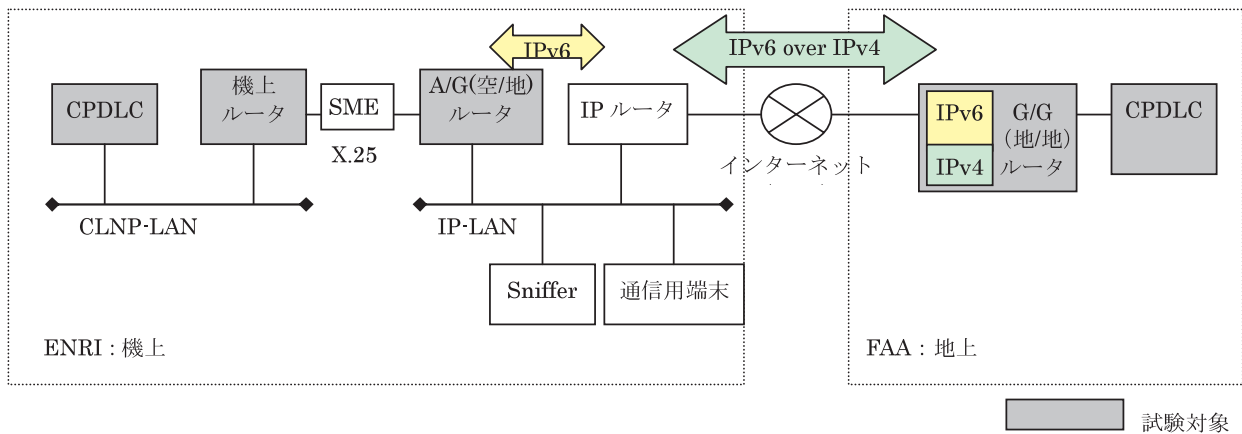 IPv6
IPv6 over IPv4
CPDLC
機上
ルータ
SME
X.25
A/G(空/地)
ルータ
IP ルータ
インターネット
IPv6
IPv4
G/G
(地/地)
ルータ
CPDLC
CLNP-LAN
IP-LAN
Sniffer
通信用端末
ENRI：機上
FAA：地上
試験対象